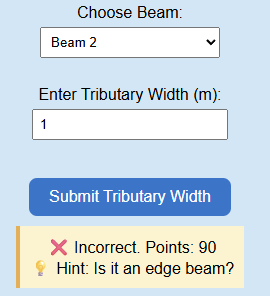 Choose Beam:
Beam 2
Enter Tributary Width (m):
1
Submit Tributary Width
❌ Incorrect. Points: 90
💡 Hint: Is it an edge beam?